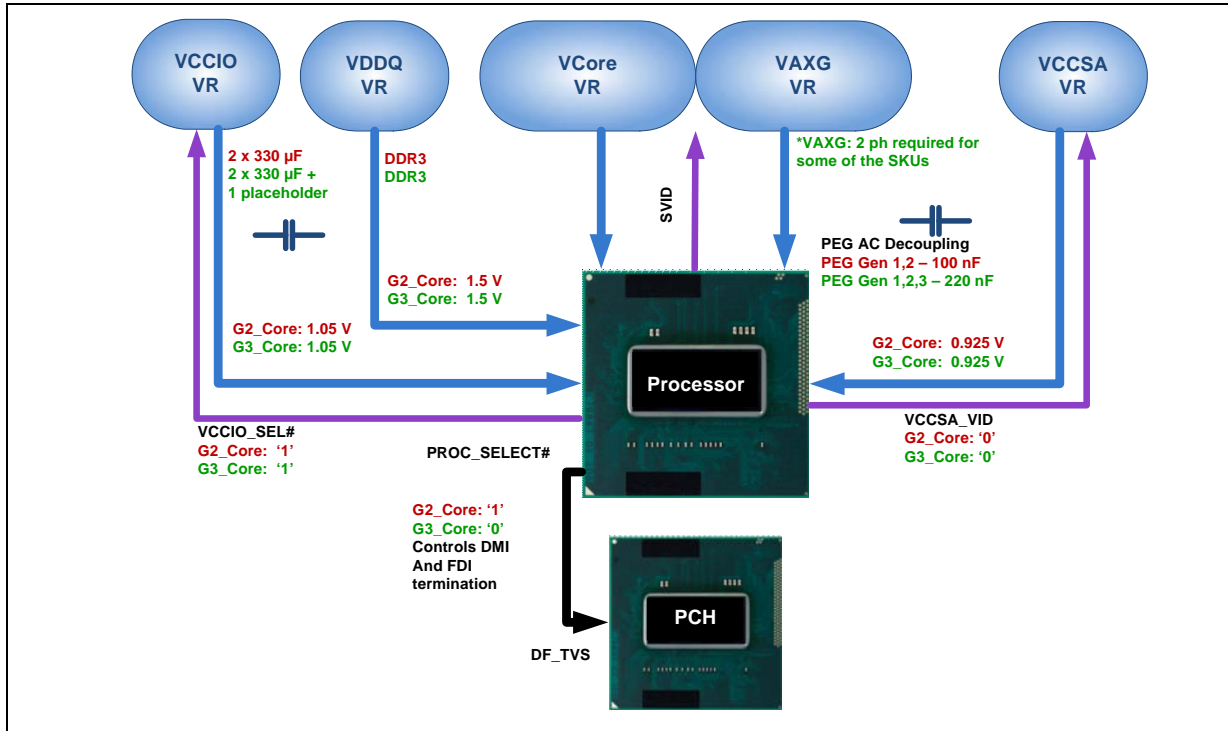 VCCIO
VR
VDDQ
VR
VCore
VR
VAXG
VR
VCCSA
VR
2 x 330 µF
2 x 330 µF +
1 placeholder
DDR3
DDR3
SVID
*VAXG: 2 ph required for
some of the SKUs
PEG AC Decoupling
PEG Gen 1,2 – 100 nF
PEG Gen 1,2,3 – 220 nF
G2_Core: 1.5 V
G3_Core: 1.5 V
G2_Core: 1.05 V
G3_Core: 1.05 V
G2_Core: 0.925 V
G3_Core: 0.925 V
Processor
VCCIO_SEL#
G2_Core: ‘1’
G3_Core: ‘1’
PROC_SELECT#
VCCSA_VID
G2_Core: ‘0’
G3_Core: ‘0’
G2_Core: ‘1’
G3_Core: ‘0’
Controls DMI
And FDI
termination
PCH
DF_TVS